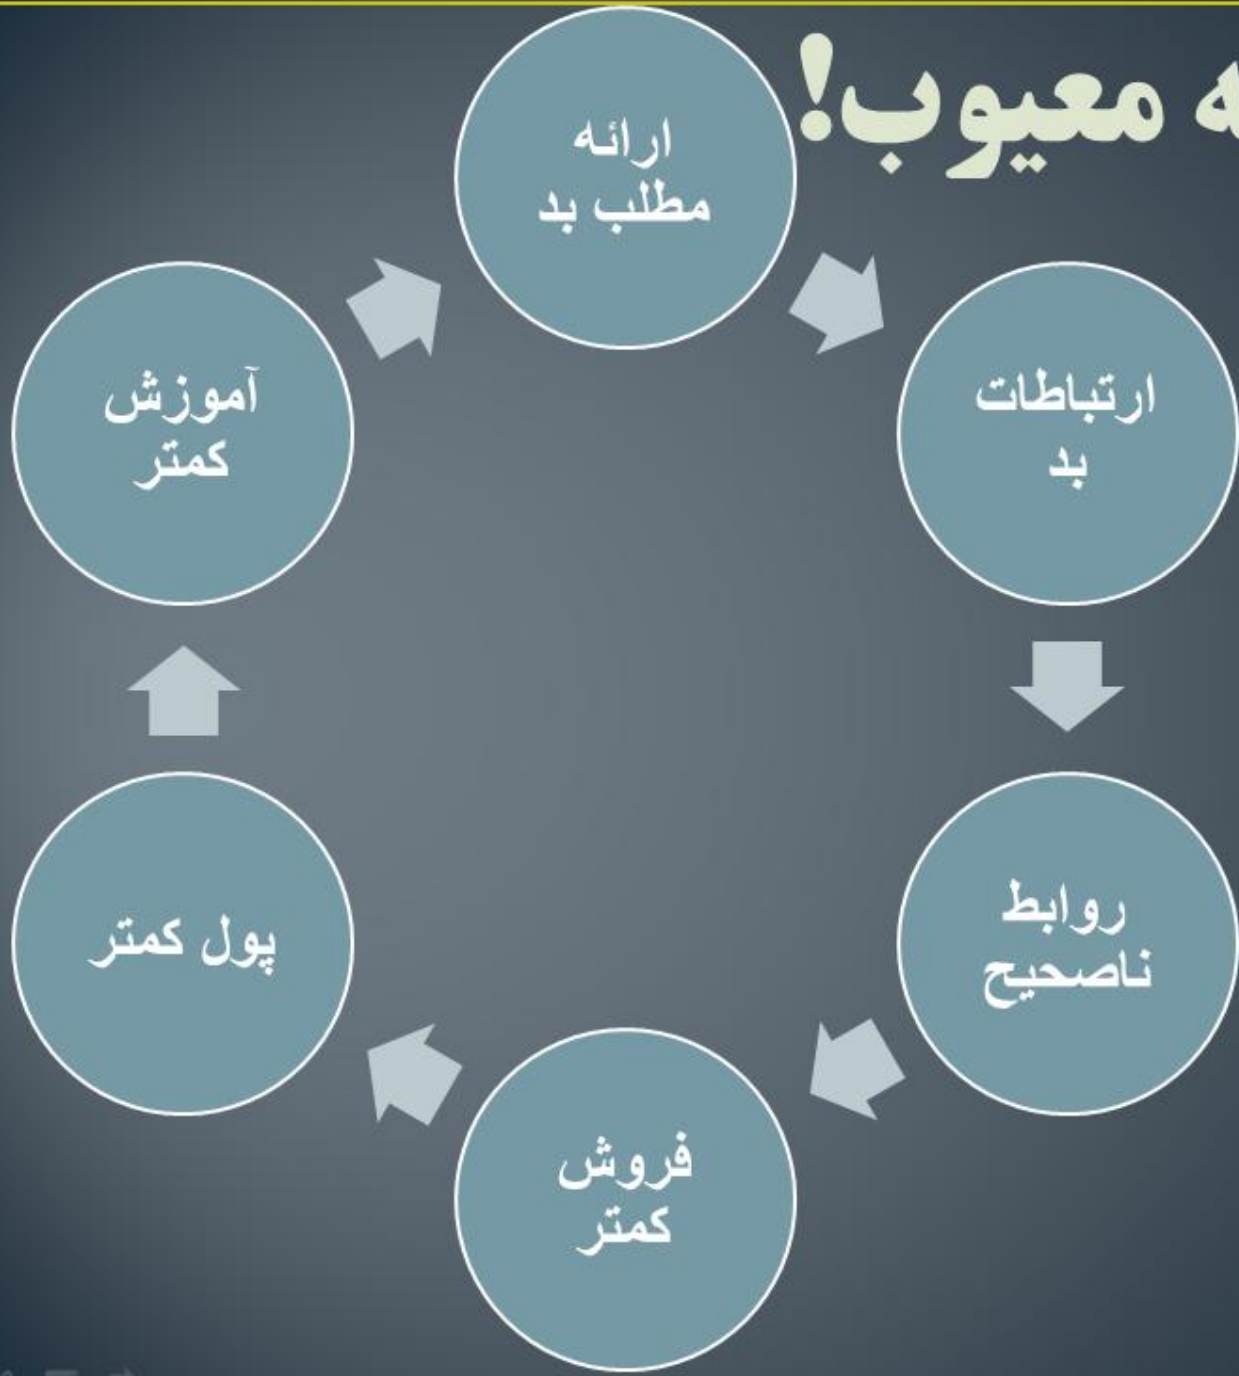 معیوب!
ارائه
مطلب بد
ارتباطات
بد
روابط
ناصحیح
فروش
کمتر
پول کمتر
آموزش
کمتر